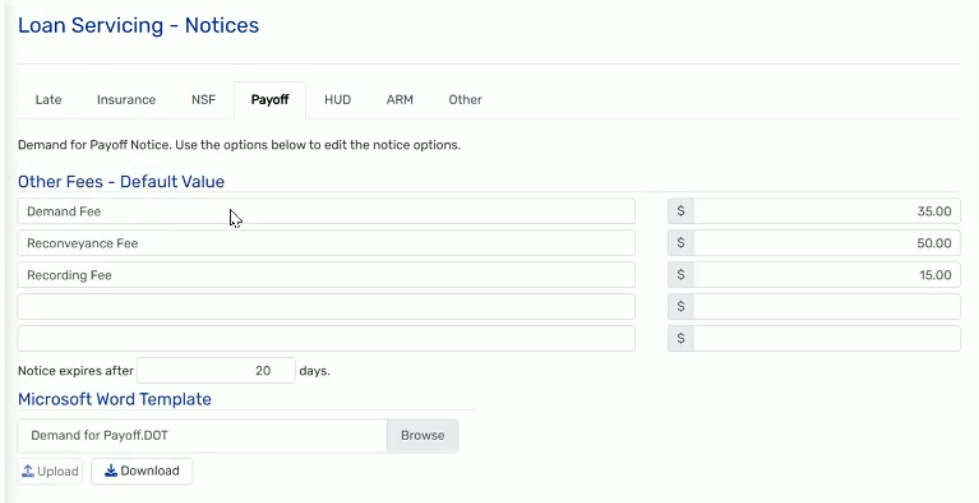 Loan Servicing - Notices
Late Insurance NSF Payoff HUD ARM Other
Demand for Payoff Notice. Use the options below to edit the notice options.
Other Fees - Default Value
Demand Fee $ 35.00
Reconveyance Fee $ 50.00
Recording Fee $ 15.00
$
$
Notice expires after 20 days.
Microsoft Word Template
Demand for Payoff.DOT Browse
Upload Download